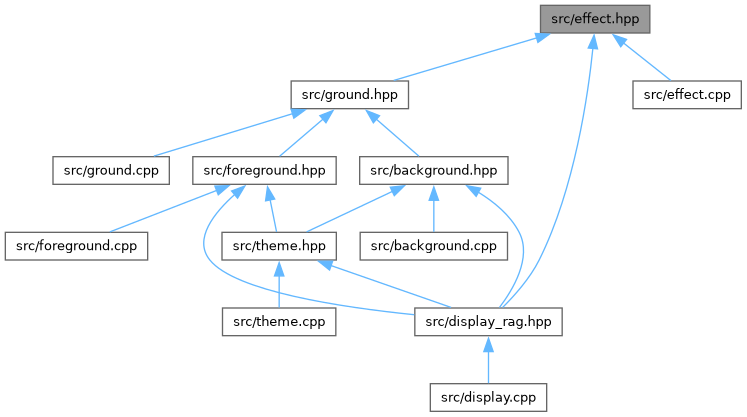 src/effect.hpp
src/ground.hpp
src/effect.cpp
src/ground.cpp
src/foreground.hpp
src/background.hpp
src/foreground.cpp
src/theme.hpp
src/background.cpp
src/theme.cpp
src/display_rag.hpp
src/display.cpp